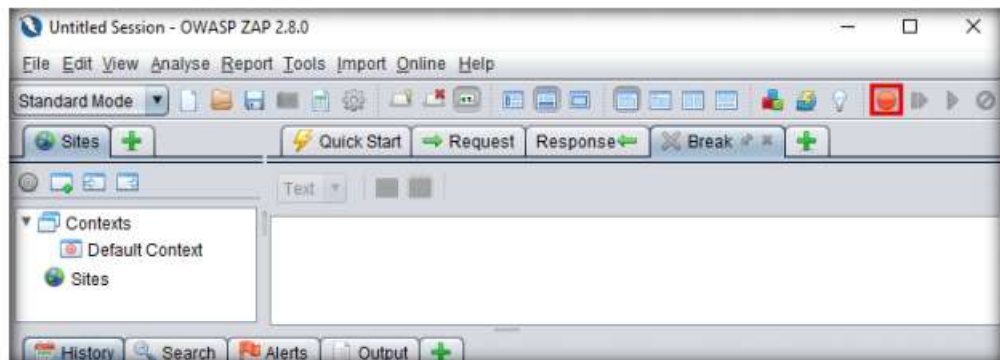 Untitled Session - OWASP ZAP 2.8.0
File Edit View Analyse Report Tools Import Online Help
Standard Mode
Sites
Quick Start Request Response Break
Text
Contexts
Default Context
Sites
History Search Alerts Output